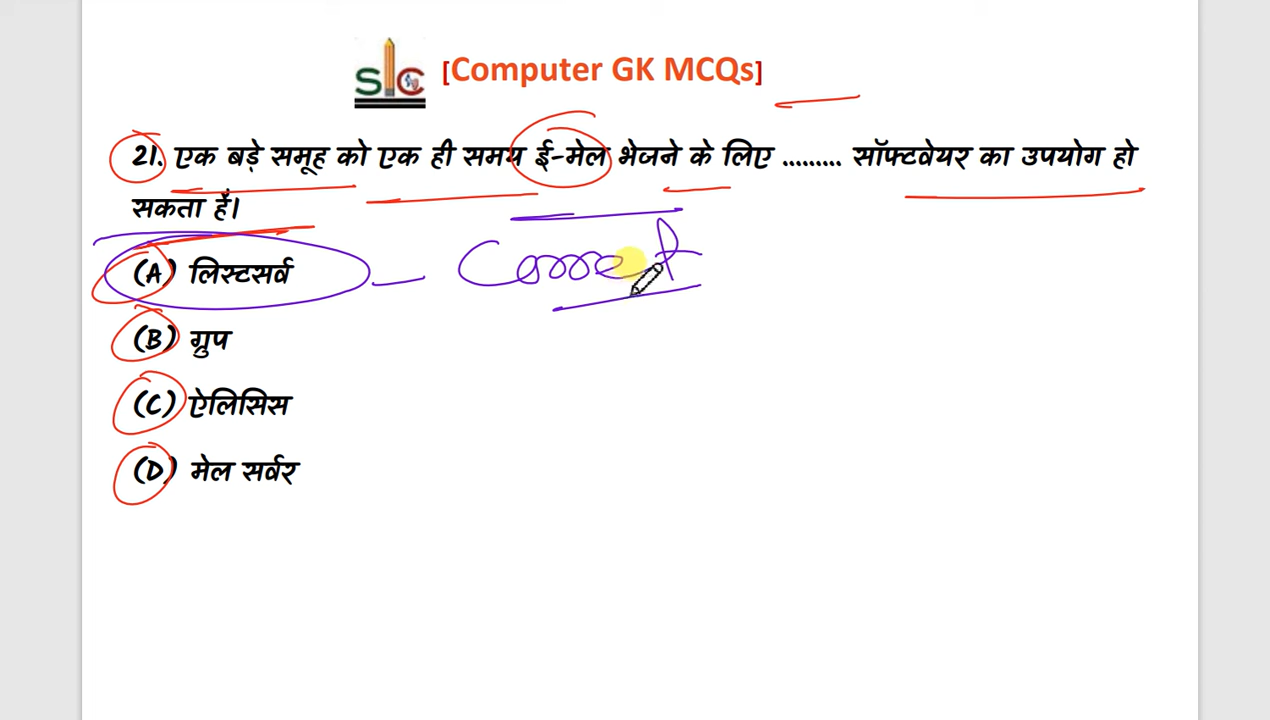 SIC [Computer GK MCQs]
21. एक बड़े समूह को एक ही समय ई-मेल भेजने के लिए ......... सॉफ्टवेयर का उपयोग हो
सकता हैं।
(A) लिस्टसर्व
(B) ग्रुप
(C) ऐलिसिस
(D) मेल सर्वर